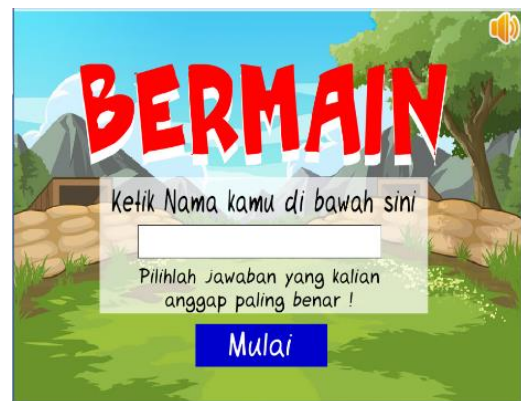 BERMAIN
Ketik Nama kamu di bawah sini
Pilihlah jawaban yang kalian
anggap paling benar !
Mulai